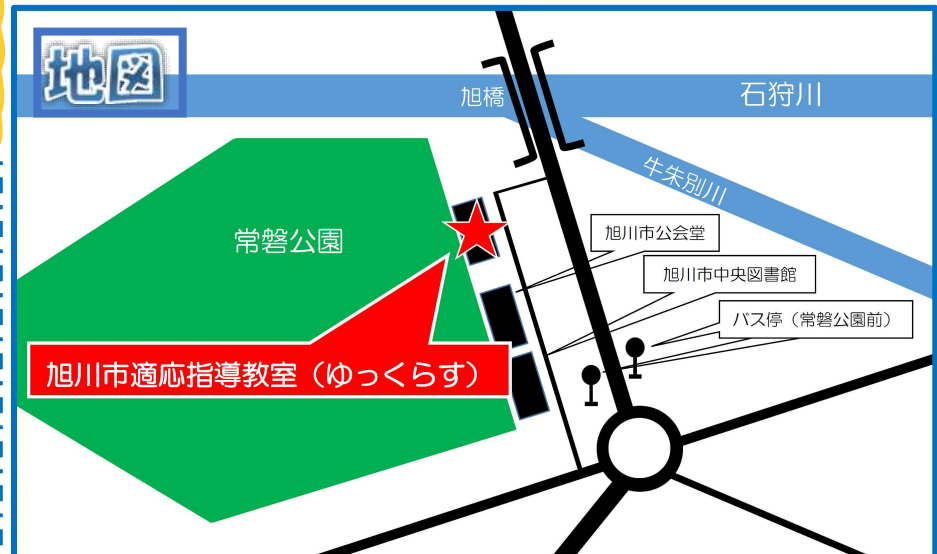 地図
旭橋
石狩川
牛朱別川
常磐公園
旭川市公会堂
旭川市中央図書館
バス停（常磐公園前）
旭川市適応指導教室（ゆっくらす）